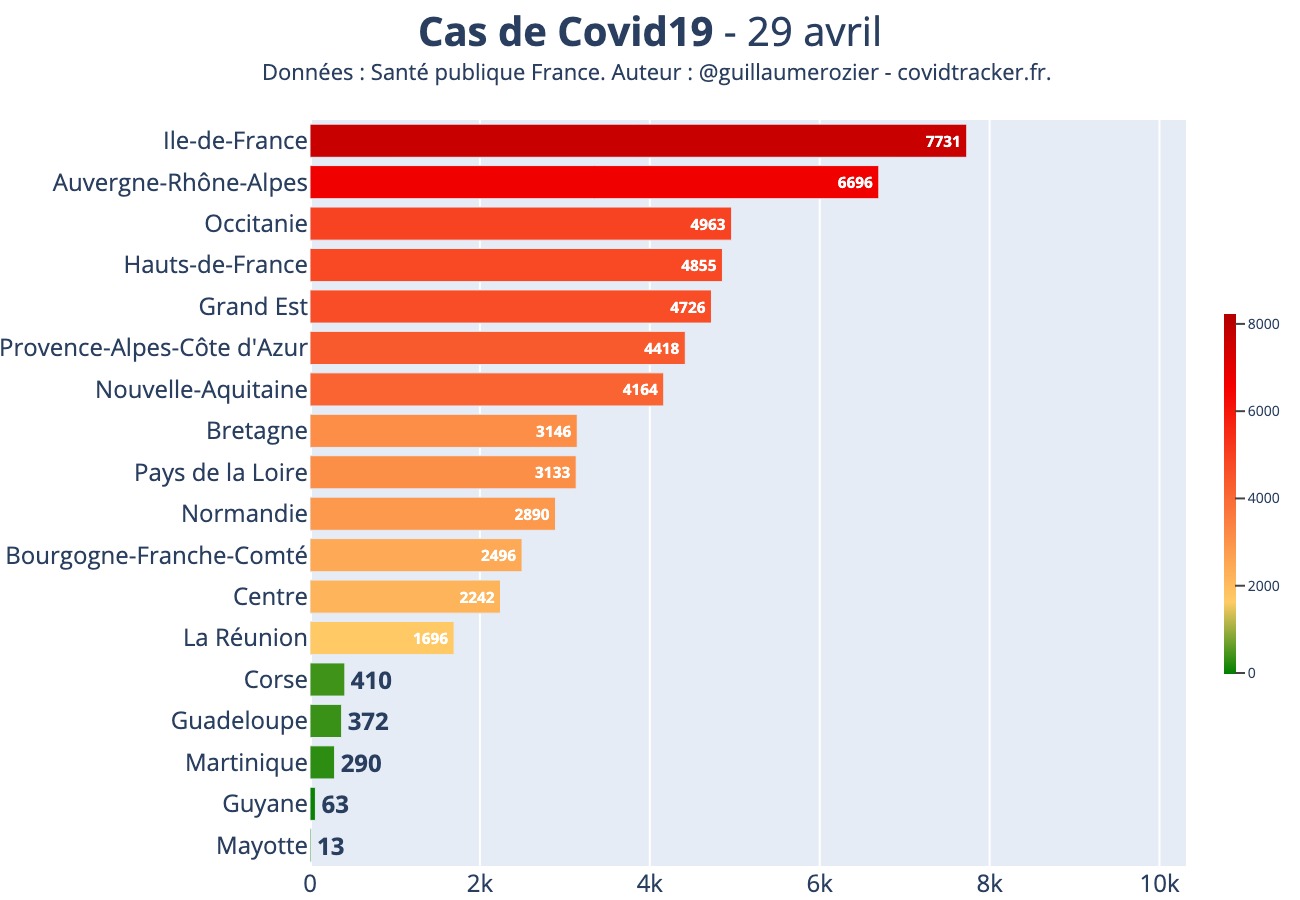 Cas de Covid19 - 29 avril
Données : Santé publique France. Auteur : @guillaumerozier - covidtracker.fr.
Ile-de-France 7731
Auvergne-Rhône-Alpes 6696
Occitanie 4963
Hauts-de-France 4855
Grand Est 4726
Provence-Alpes-Côte d'Azur 4418
Nouvelle-Aquitaine 4164
Bretagne 3146
Pays de la Loire 3133
Normandie 2890
Bourgogne-Franche-Comté 2496
Centre 2242
La Réunion 1696
Corse 410
Guadeloupe 372
Martinique 290
Guyane 63
Mayotte 13
0 2k 4k 6k 8k 10k
8000
6000
4000
2000
0